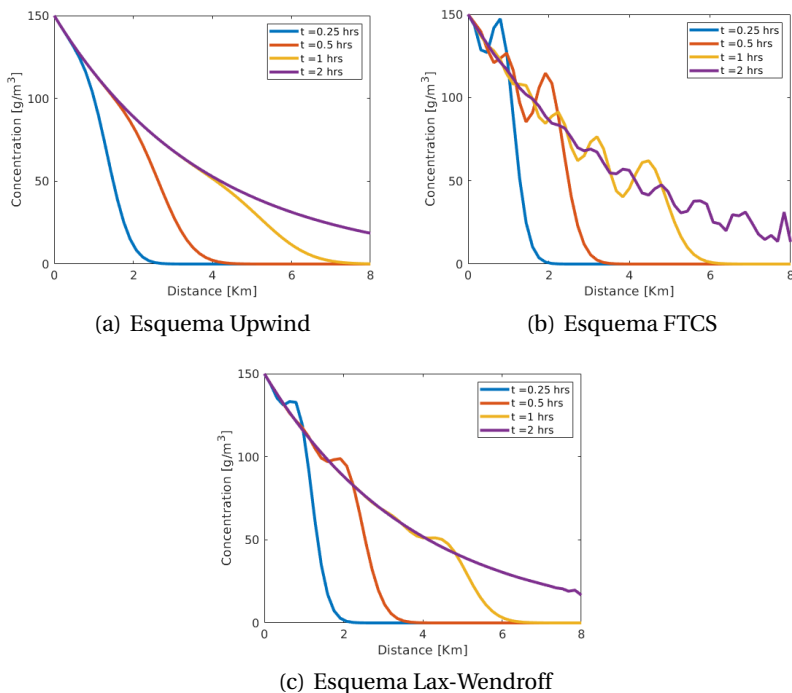 150
100
50
0
Concentration [g/m³]
0 2 4 6 8
Distance [Km]
t =0.25 hrs
t =0.5 hrs
t =1 hrs
t =2 hrs
(a) Esquema Upwind
150
100
50
0
Concentration [g/m³]
0 2 4 6 8
Distance [Km]
t =0.25 hrs
t =0.5 hrs
t =1 hrs
t =2 hrs
(b) Esquema FTCS
150
100
50
0
Concentration [g/m³]
0 2 4 6 8
Distance [Km]
t =0.25 hrs
t =0.5 hrs
t =1 hrs
t =2 hrs
(c) Esquema Lax-Wendroff